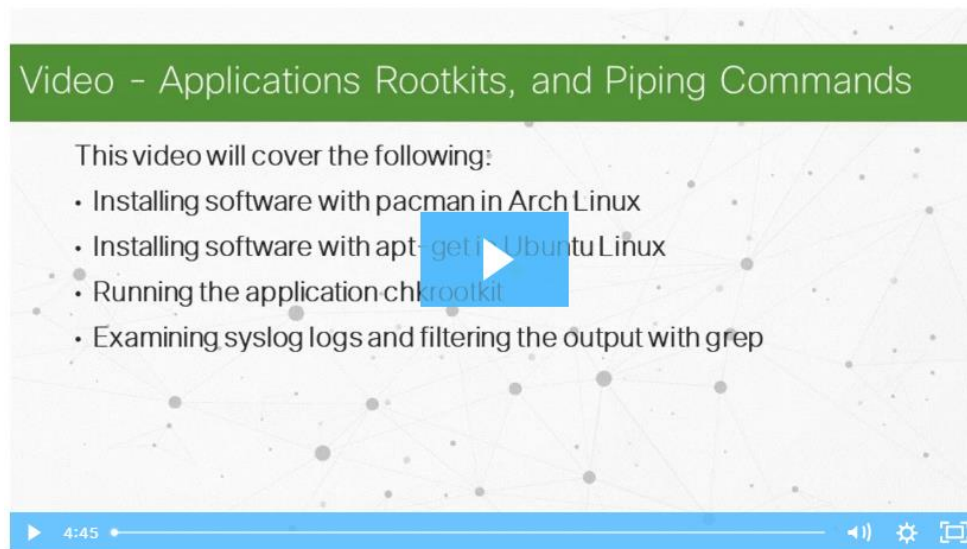 Video - Applications Rootkits, and Piping Commands
This video will cover the following:
• Installing software with pacman in Arch Linux
• Installing software with apt- get in Ubuntu Linux
• Running the application chkrootkit
• Examining syslog logs and filtering the output with grep
4:45